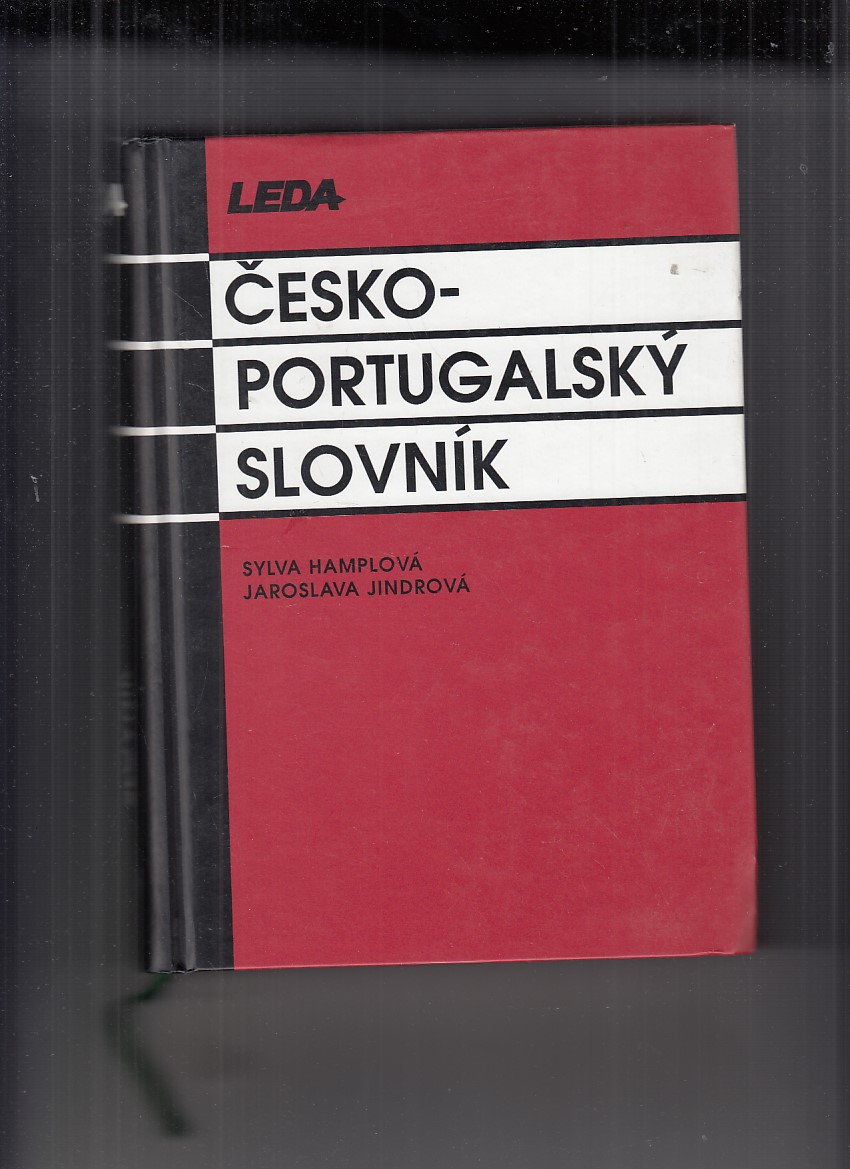 LEDA
ČESKO-
PORTUGALSKÝ
SLOVNÍK
SYLVA HAMPLOVÁ
JAROSLAVA JINDROVÁ